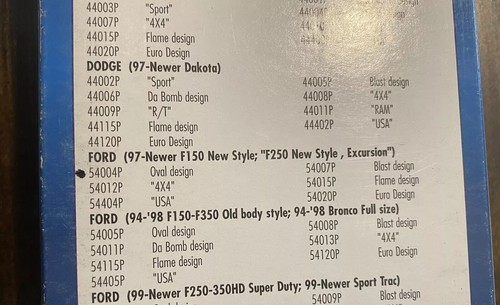 44003P "Sport"
44007P "4X4"
44015P Flame design
44020P Euro Design
DODGE (97-Newer Dakota)
44002P "Sport" 44005P Blast design
44006P Da Bomb design 44008P "4X4"
44009P "R/T" 44011P "RAM"
44115P Flame design 44402P "USA"
44120P Euro Design
FORD (97-Newer F150 New Style; "F250 New Style , Excursion")
54004P Oval design 54007P Blast design
54012P "4X4" 54015P Flame design
54404P "USA" 54020P Euro Design
FORD (94-'98 F150-F350 Old body style; 94-'98 Bronco Full size)
54005P Oval design 54008P Blast design
54011P Da Bomb design 54013P "4X4"
54115P Flame design 54120P Euro Design
54405P "USA"
FORD (99-Newer F250-350HD Super Duty; 99-Newer Sport Trac)
54009P Blast design